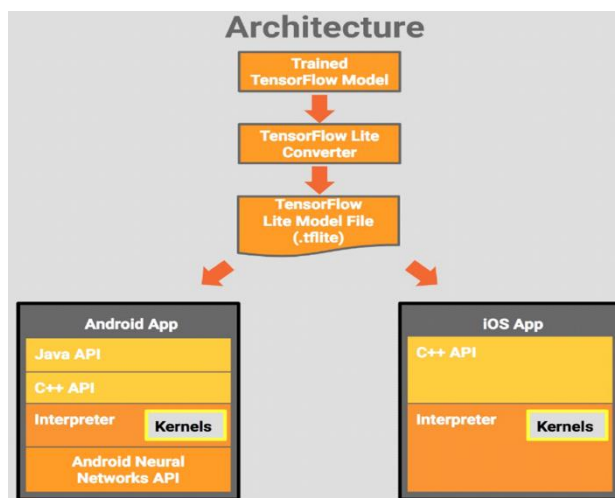 Architecture
Trained
TensorFlow Model
TensorFlow Lite
Converter
TensorFlow
Lite Model File
(.tflite)
Android App
Java API
C++ API
Interpreter
Kernels
Android Neural
Networks API
iOS App
C++ API
Interpreter
Kernels